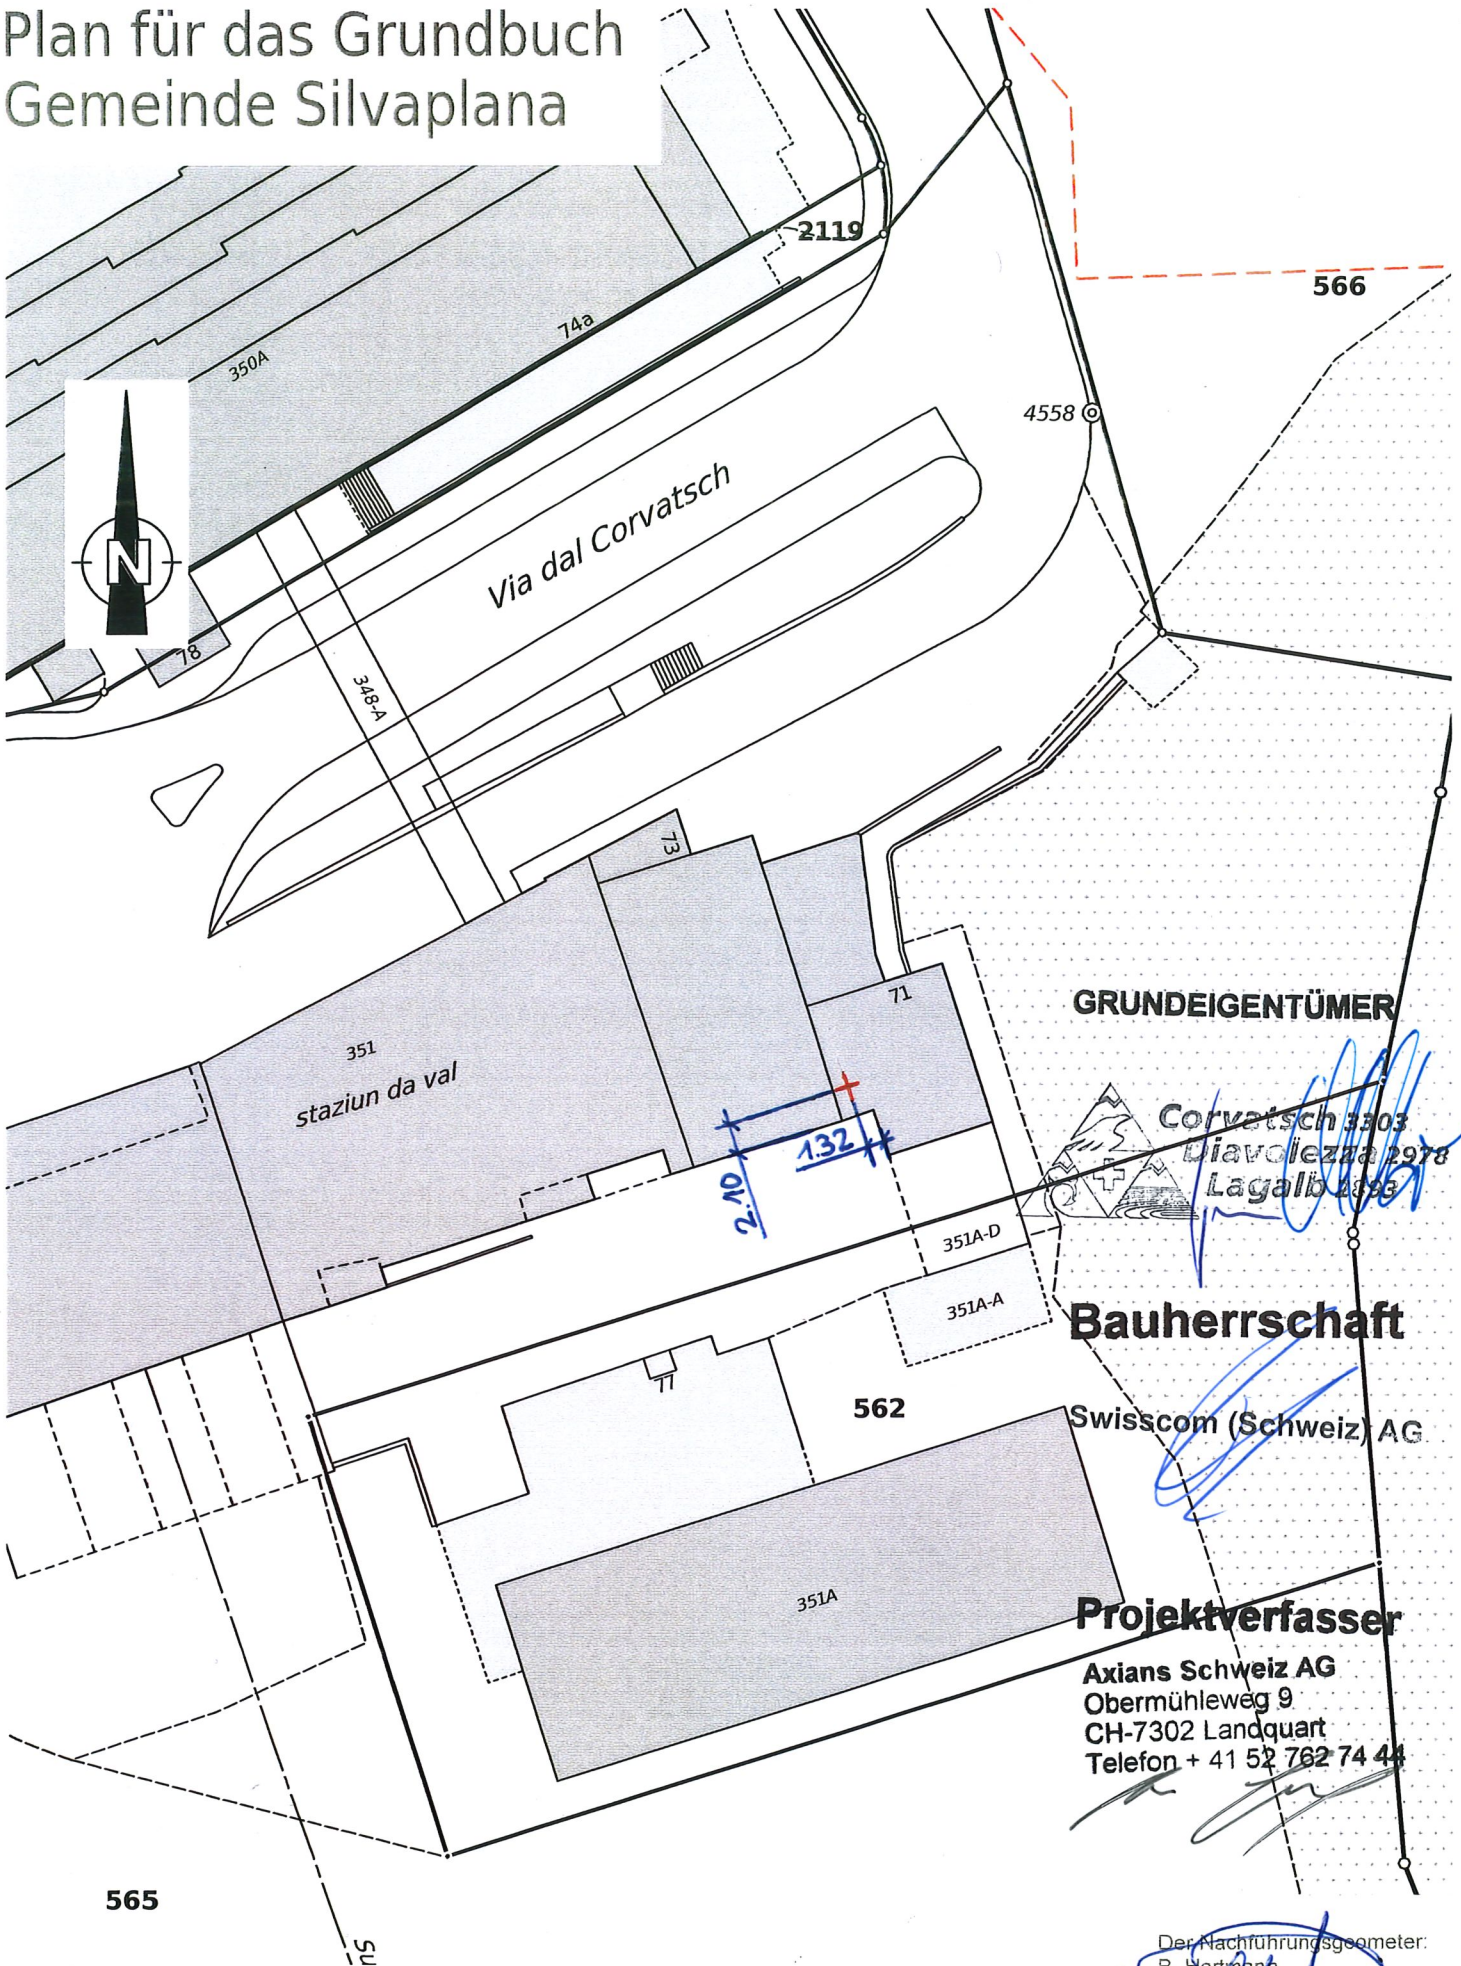 Plan für das Grundbuch
Gemeinde Silvaplana
2119
566
74a
350A
4558
Via dal Corvatsch
N
78
348-A
73
71
GRUNDEIGENTÜMER
351
staziun da val
Corvatsch 3303
Diavolezza 2978
Lagalb 2893
1.32
2.10
351A-D
351A-A
Bauherrschaft
77
562
Swisscom (Schweiz) AG
351A
Projektverfasser
Axians Schweiz AG
Obermühleweg 9
CH-7302 Landquart
Telefon + 41 52 762 74 44
565
Su
Der Nachführungsgeometer: